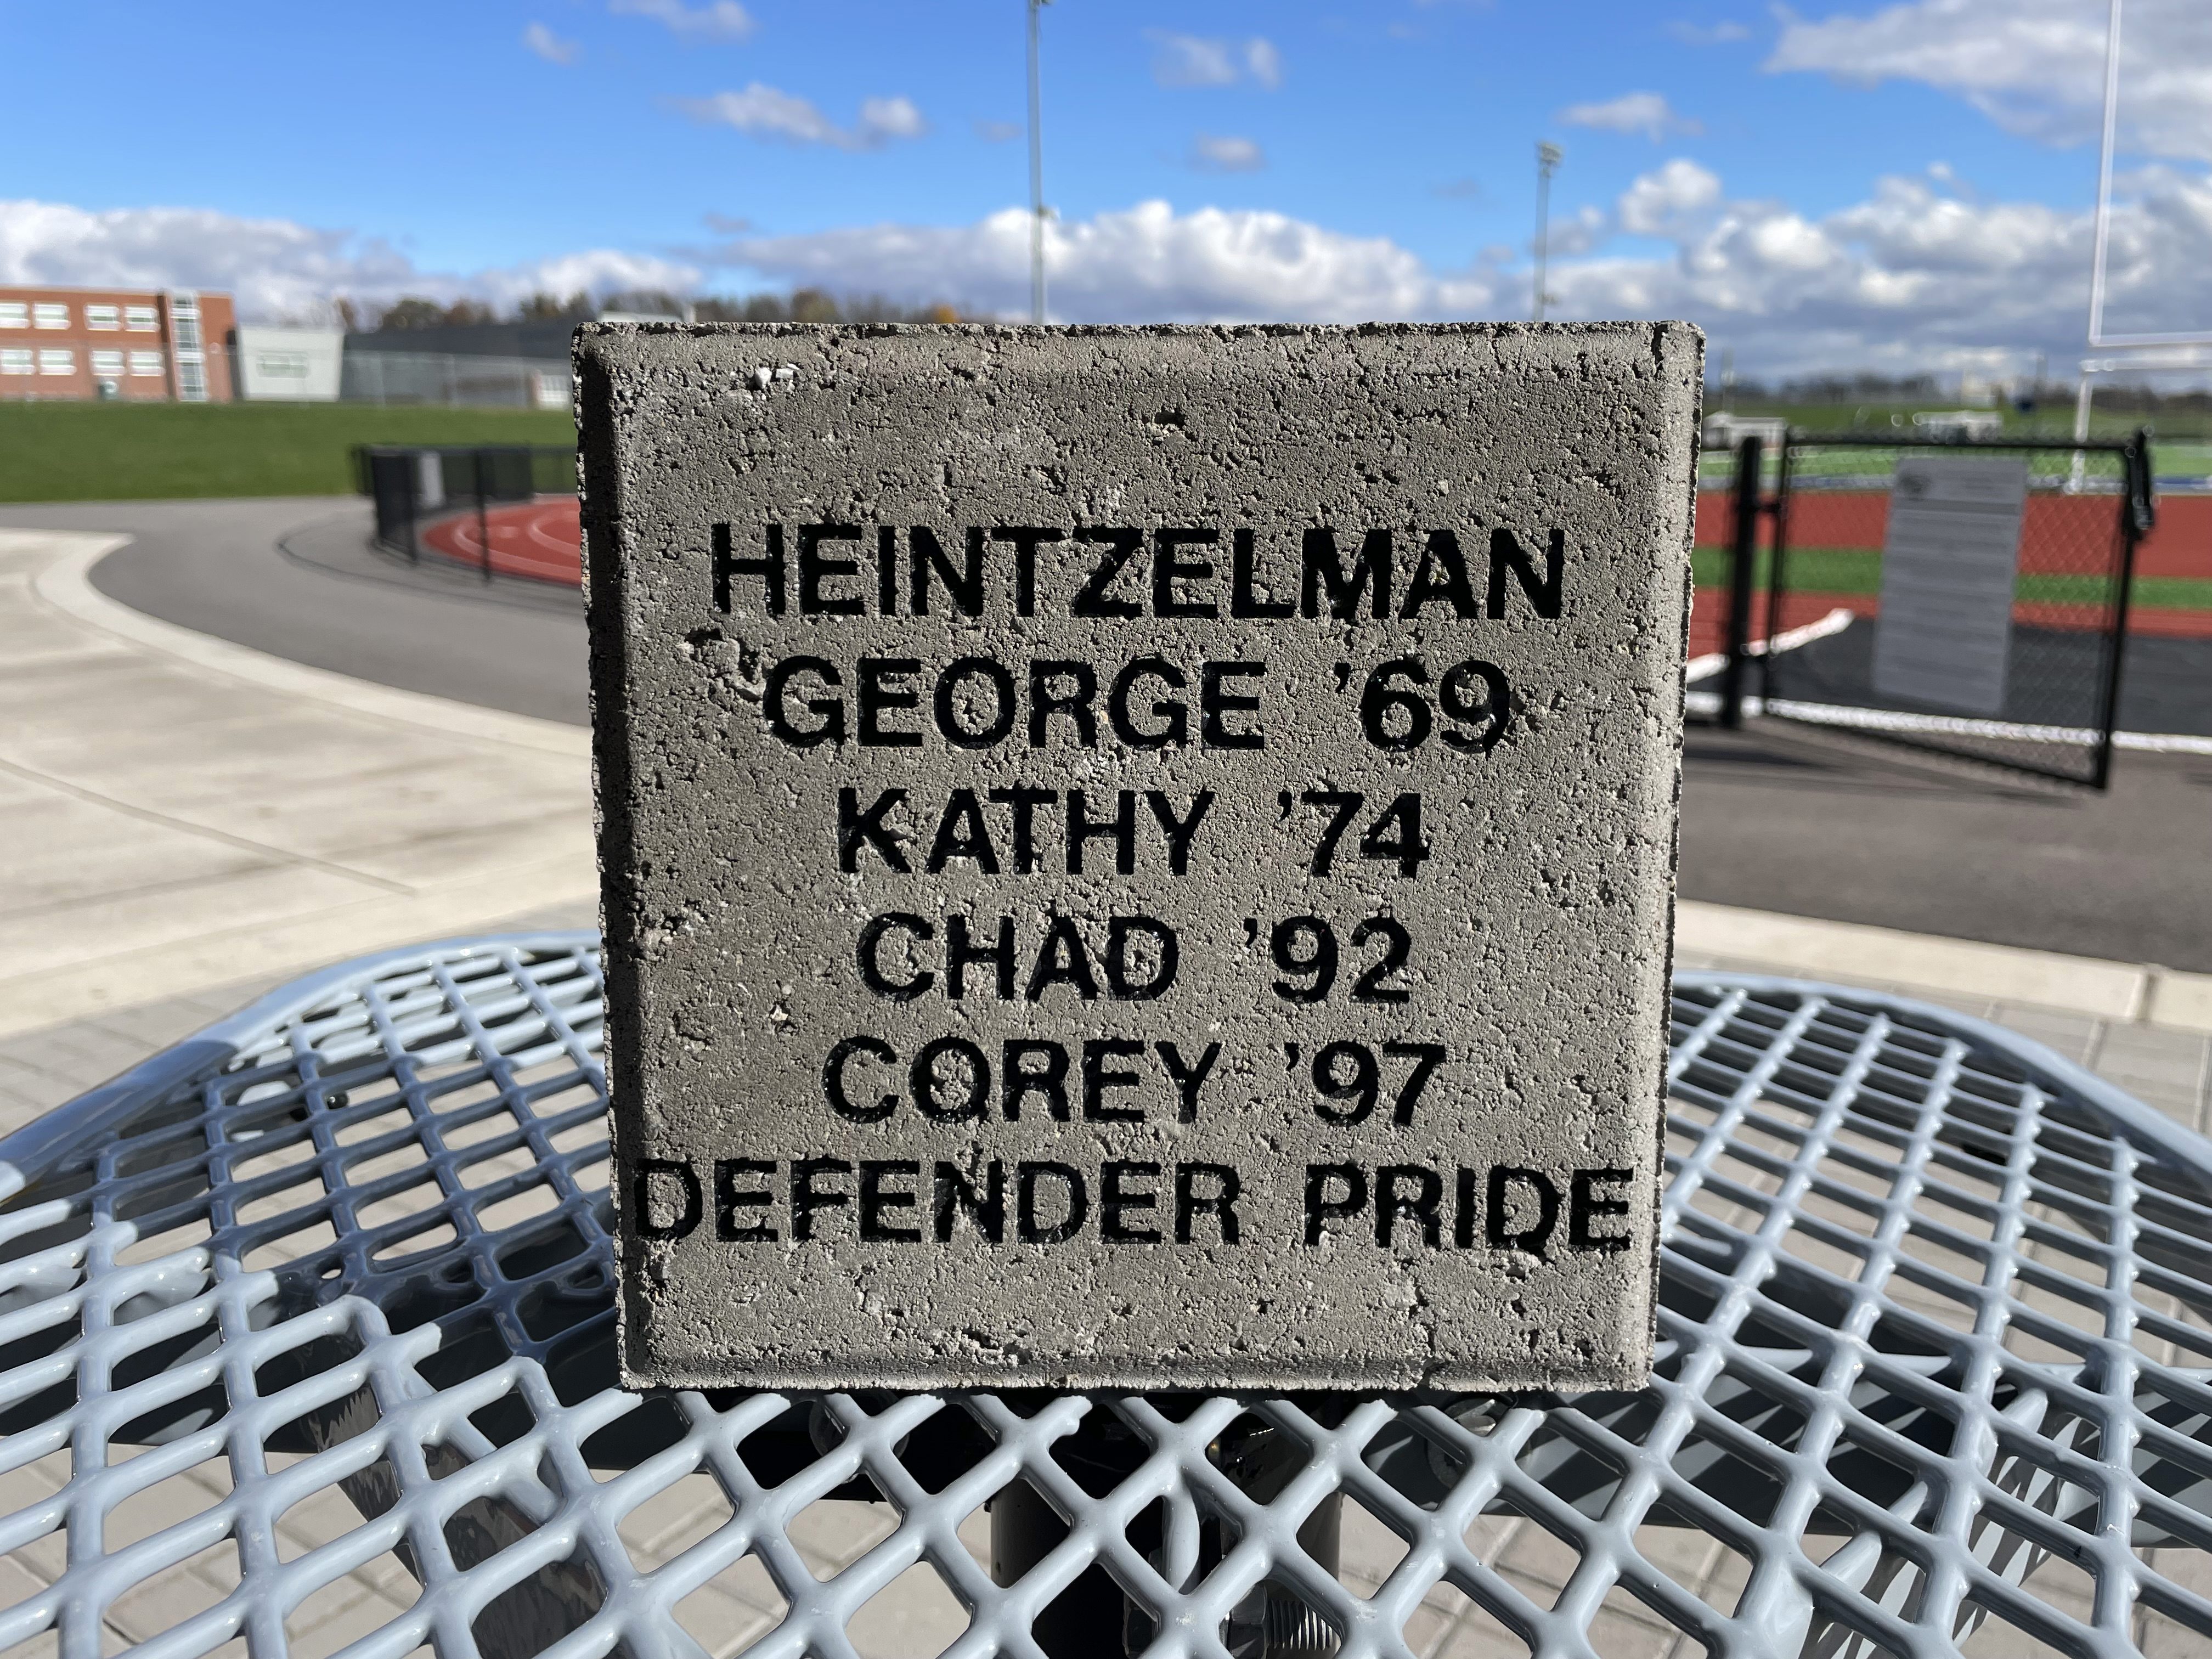 HEINTZELMAN
GEORGE '69
KATHY '74
CHAD '92
COREY '97
DEFENDER PRIDE